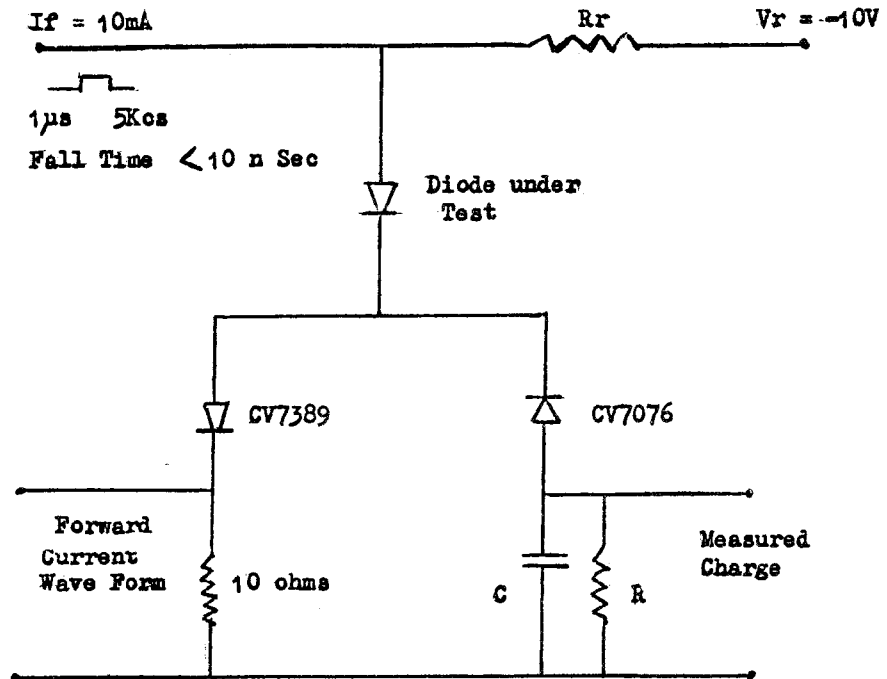 If = 10mA
Rr
Vr = -10V
1µs 5Kcs
Fall Time < 10 n Sec
Diode under
Test
CV7389
CV7076
Forward
Current
Wave Form
10 ohms
C
R
Measured
Charge